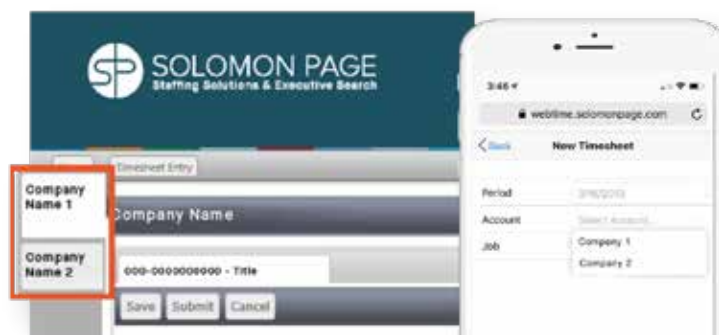 SOLOMON PAGE
Staffing Solutions & Executive Search
Timesheet Entry
Company
Name 1
Company Name
Company
Name 2
000-0000000000 - Title
Save Submit Cancel
3:46
webtime.solomonpage.com
Back New Timesheet
Period
Account Select Account
Job
Company 1
Company 2